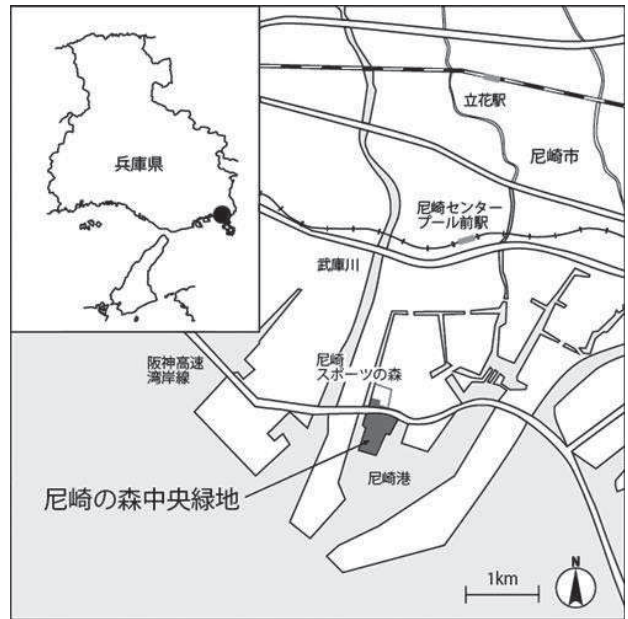 兵庫県
立花駅
尼崎市
尼崎センター
プール前駅
武庫川
阪神高速
湾岸線
尼崎
スポーツの森
尼崎の森中央緑地
尼崎港
1km
N